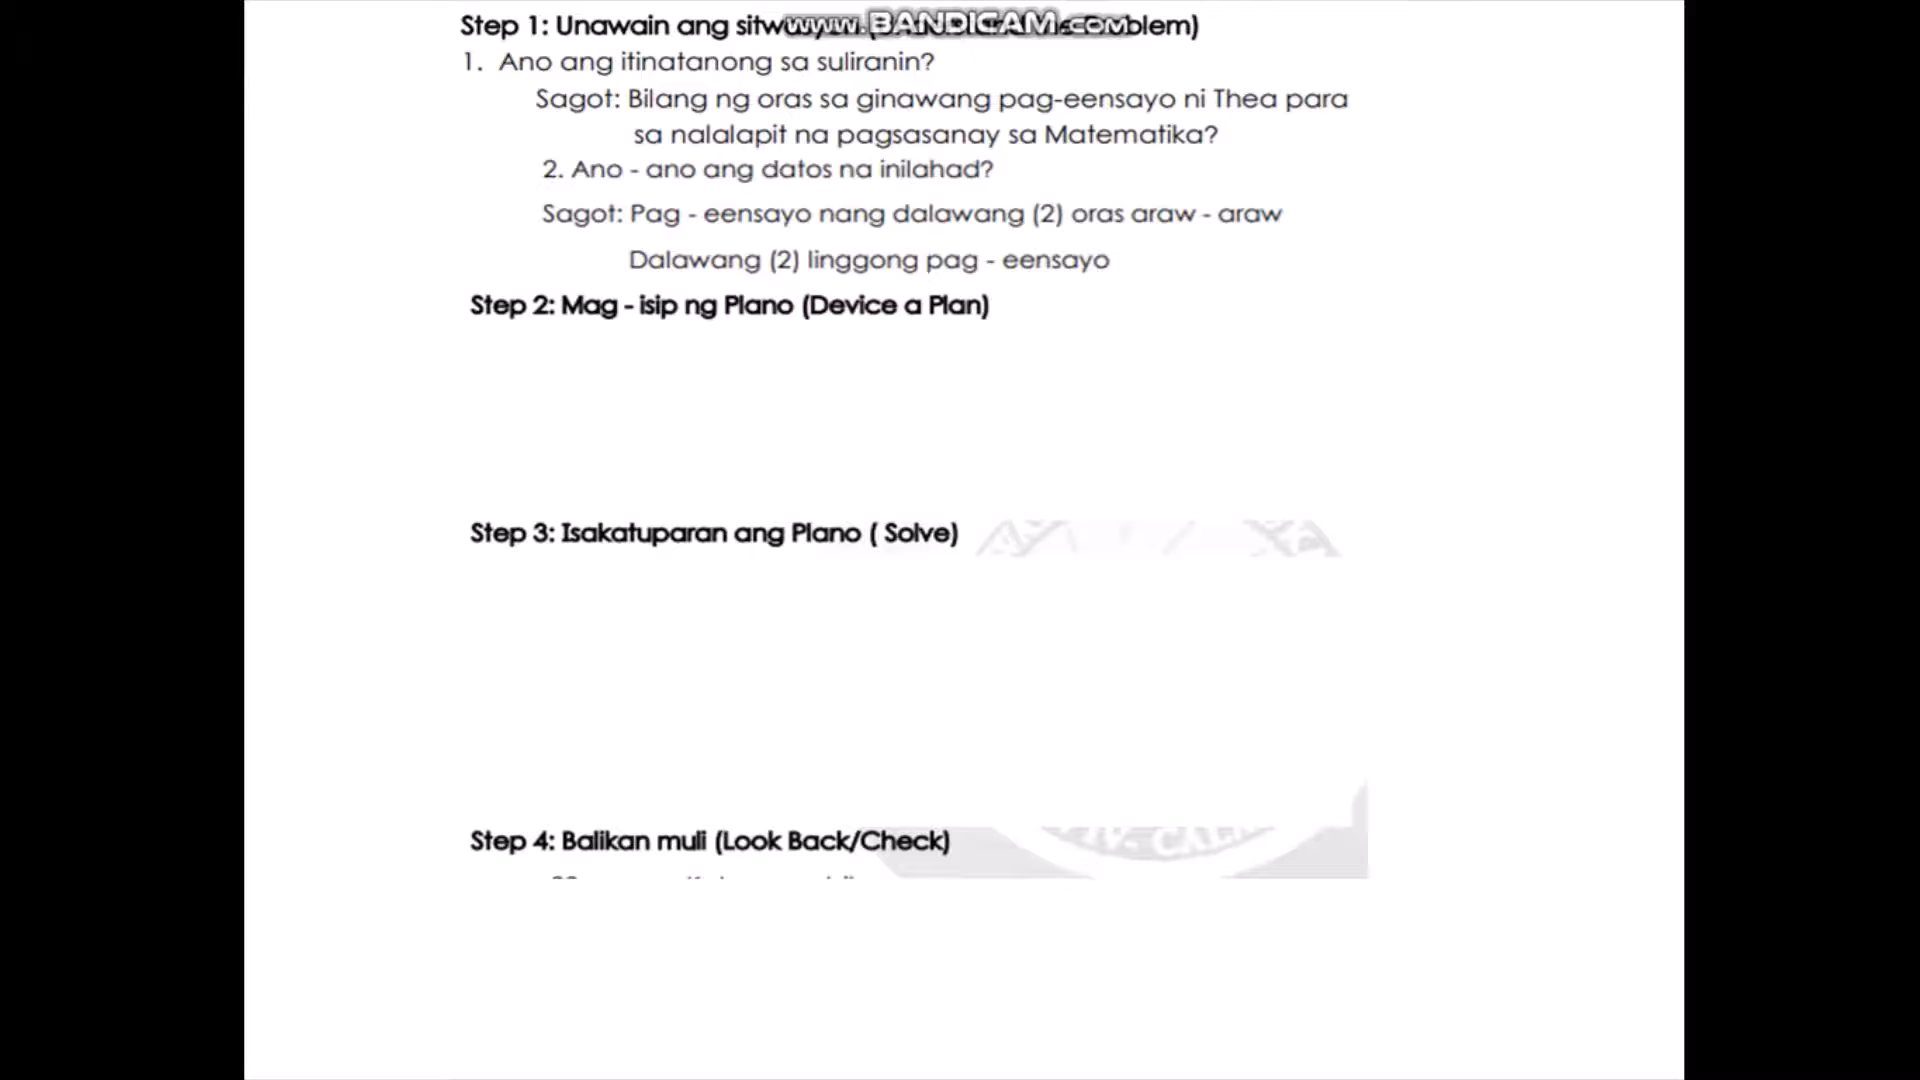 Step 1: Unawain ang sitwasyon. (Problem)
www.BANDICAM.com
1. Ano ang itinatanong sa suliranin?
Sagot: Bilang ng oras sa ginawang pag-eensayo ni Thea para
sa nalalapit na pagsasanay sa Matematika?
2. Ano - ano ang datos na inilahad?
Sagot: Pag - eensayo nang dalawang (2) oras araw - araw
Dalawang (2) linggong pag - eensayo
Step 2: Mag - isip ng Plano (Device a Plan)
Step 3: Isakatuparan ang Plano ( Solve)
Step 4: Balikan muli (Look Back/Check)